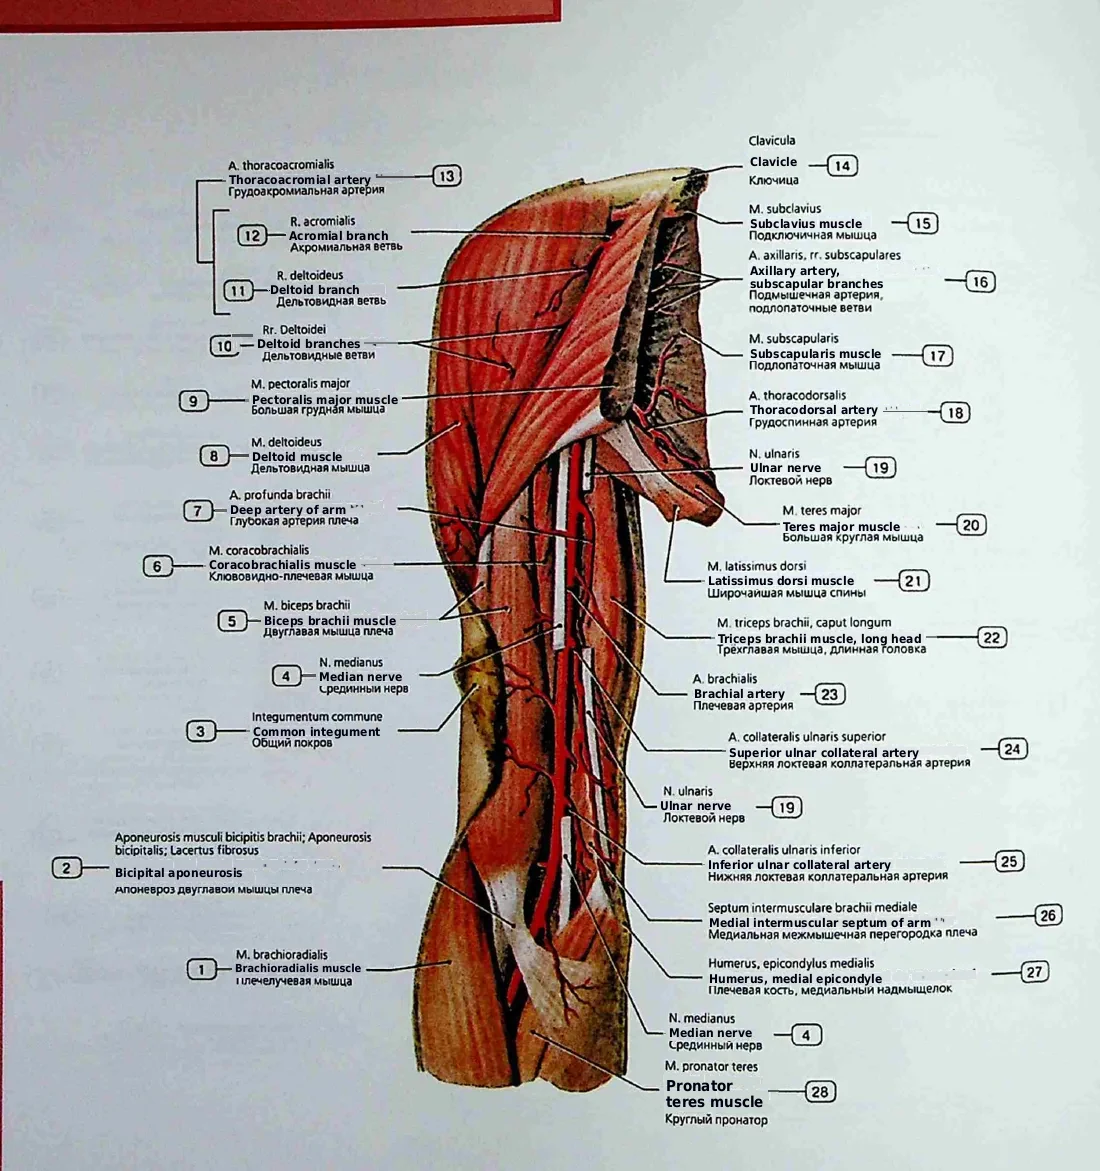 A. thoracoacromialis
Thoracoacromial artery
Грудоакромиальная артерия
13
R. acromialis
12
Acromial branch
Акромиальная ветвь
R. deltoideus
11
Deltoid branch
Дельтовидная ветвь
Rr. Deltoidei
10
Deltoid branches
Дельтовидные ветви
M. pectoralis major
9
Pectoralis major muscle
Большая грудная мышца
M. deltoideus
8
Deltoid muscle
Дельтовидная мышца
A. profunda brachii
7
Deep artery of arm
Глубокая артерия плеча
M. coracobrachialis
6
Coracobrachialis muscle
Клювовидно-плечевая мышца
M. biceps brachii
5
Biceps brachii muscle
Двуглавая мышца плеча
N. medianus
4
Median nerve
Срединный нерв
Integumentum commune
3
Common integument
Общий покров
Aponeurosis musculi bicipitis brachii; Aponeurosis
bicipitalis; Lacertus fibrosus
2
Bicipital aponeurosis
Апоневроз двуглавой мышцы плеча
M. brachioradialis
1
Brachioradialis muscle
Плечелучевая мышца
Clavicula
Clavicle
14
Ключица
M. subclavius
Subclavius muscle
15
Подключичная мышца
A. axillaris, rr. subscapulares
Axillary artery,
subscapular branches
16
Подмышечная артерия,
подлопаточные ветви
M. subscapularis
Subscapularis muscle
17
Подлопаточная мышца
A. thoracodorsalis
Thoracodorsal artery
18
Грудоспинная артерия
N. ulnaris
Ulnar nerve
19
Локтевой нерв
M. teres major
Teres major muscle
20
Большая круглая мышца
M. latissimus dorsi
Latissimus dorsi muscle
21
Широчайшая мышца спины
M. triceps brachii, caput longum
Triceps brachii muscle, long head
22
Трёхглавая мышца, длинная головка
A. brachialis
Brachial artery
23
Плечевая артерия
A. collateralis ulnaris superior
Superior ulnar collateral artery
24
Верхняя локтевая коллатеральная артерия
N. ulnaris
Ulnar nerve
19
Локтевой нерв
A. collateralis ulnaris inferior
Inferior ulnar collateral artery
25
Нижняя локтевая коллатеральная артерия
Septum intermusculare brachii mediale
Medial intermuscular septum of arm
26
Медиальная межмышечная перегородка плеча
Humerus, epicondylus medialis
Humerus, medial epicondyle
27
Плечевая кость, медиальный надмыщелок
N. medianus
Median nerve
4
Срединный нерв
M. pronator teres
Pronator
teres muscle
28
Круглый пронатор